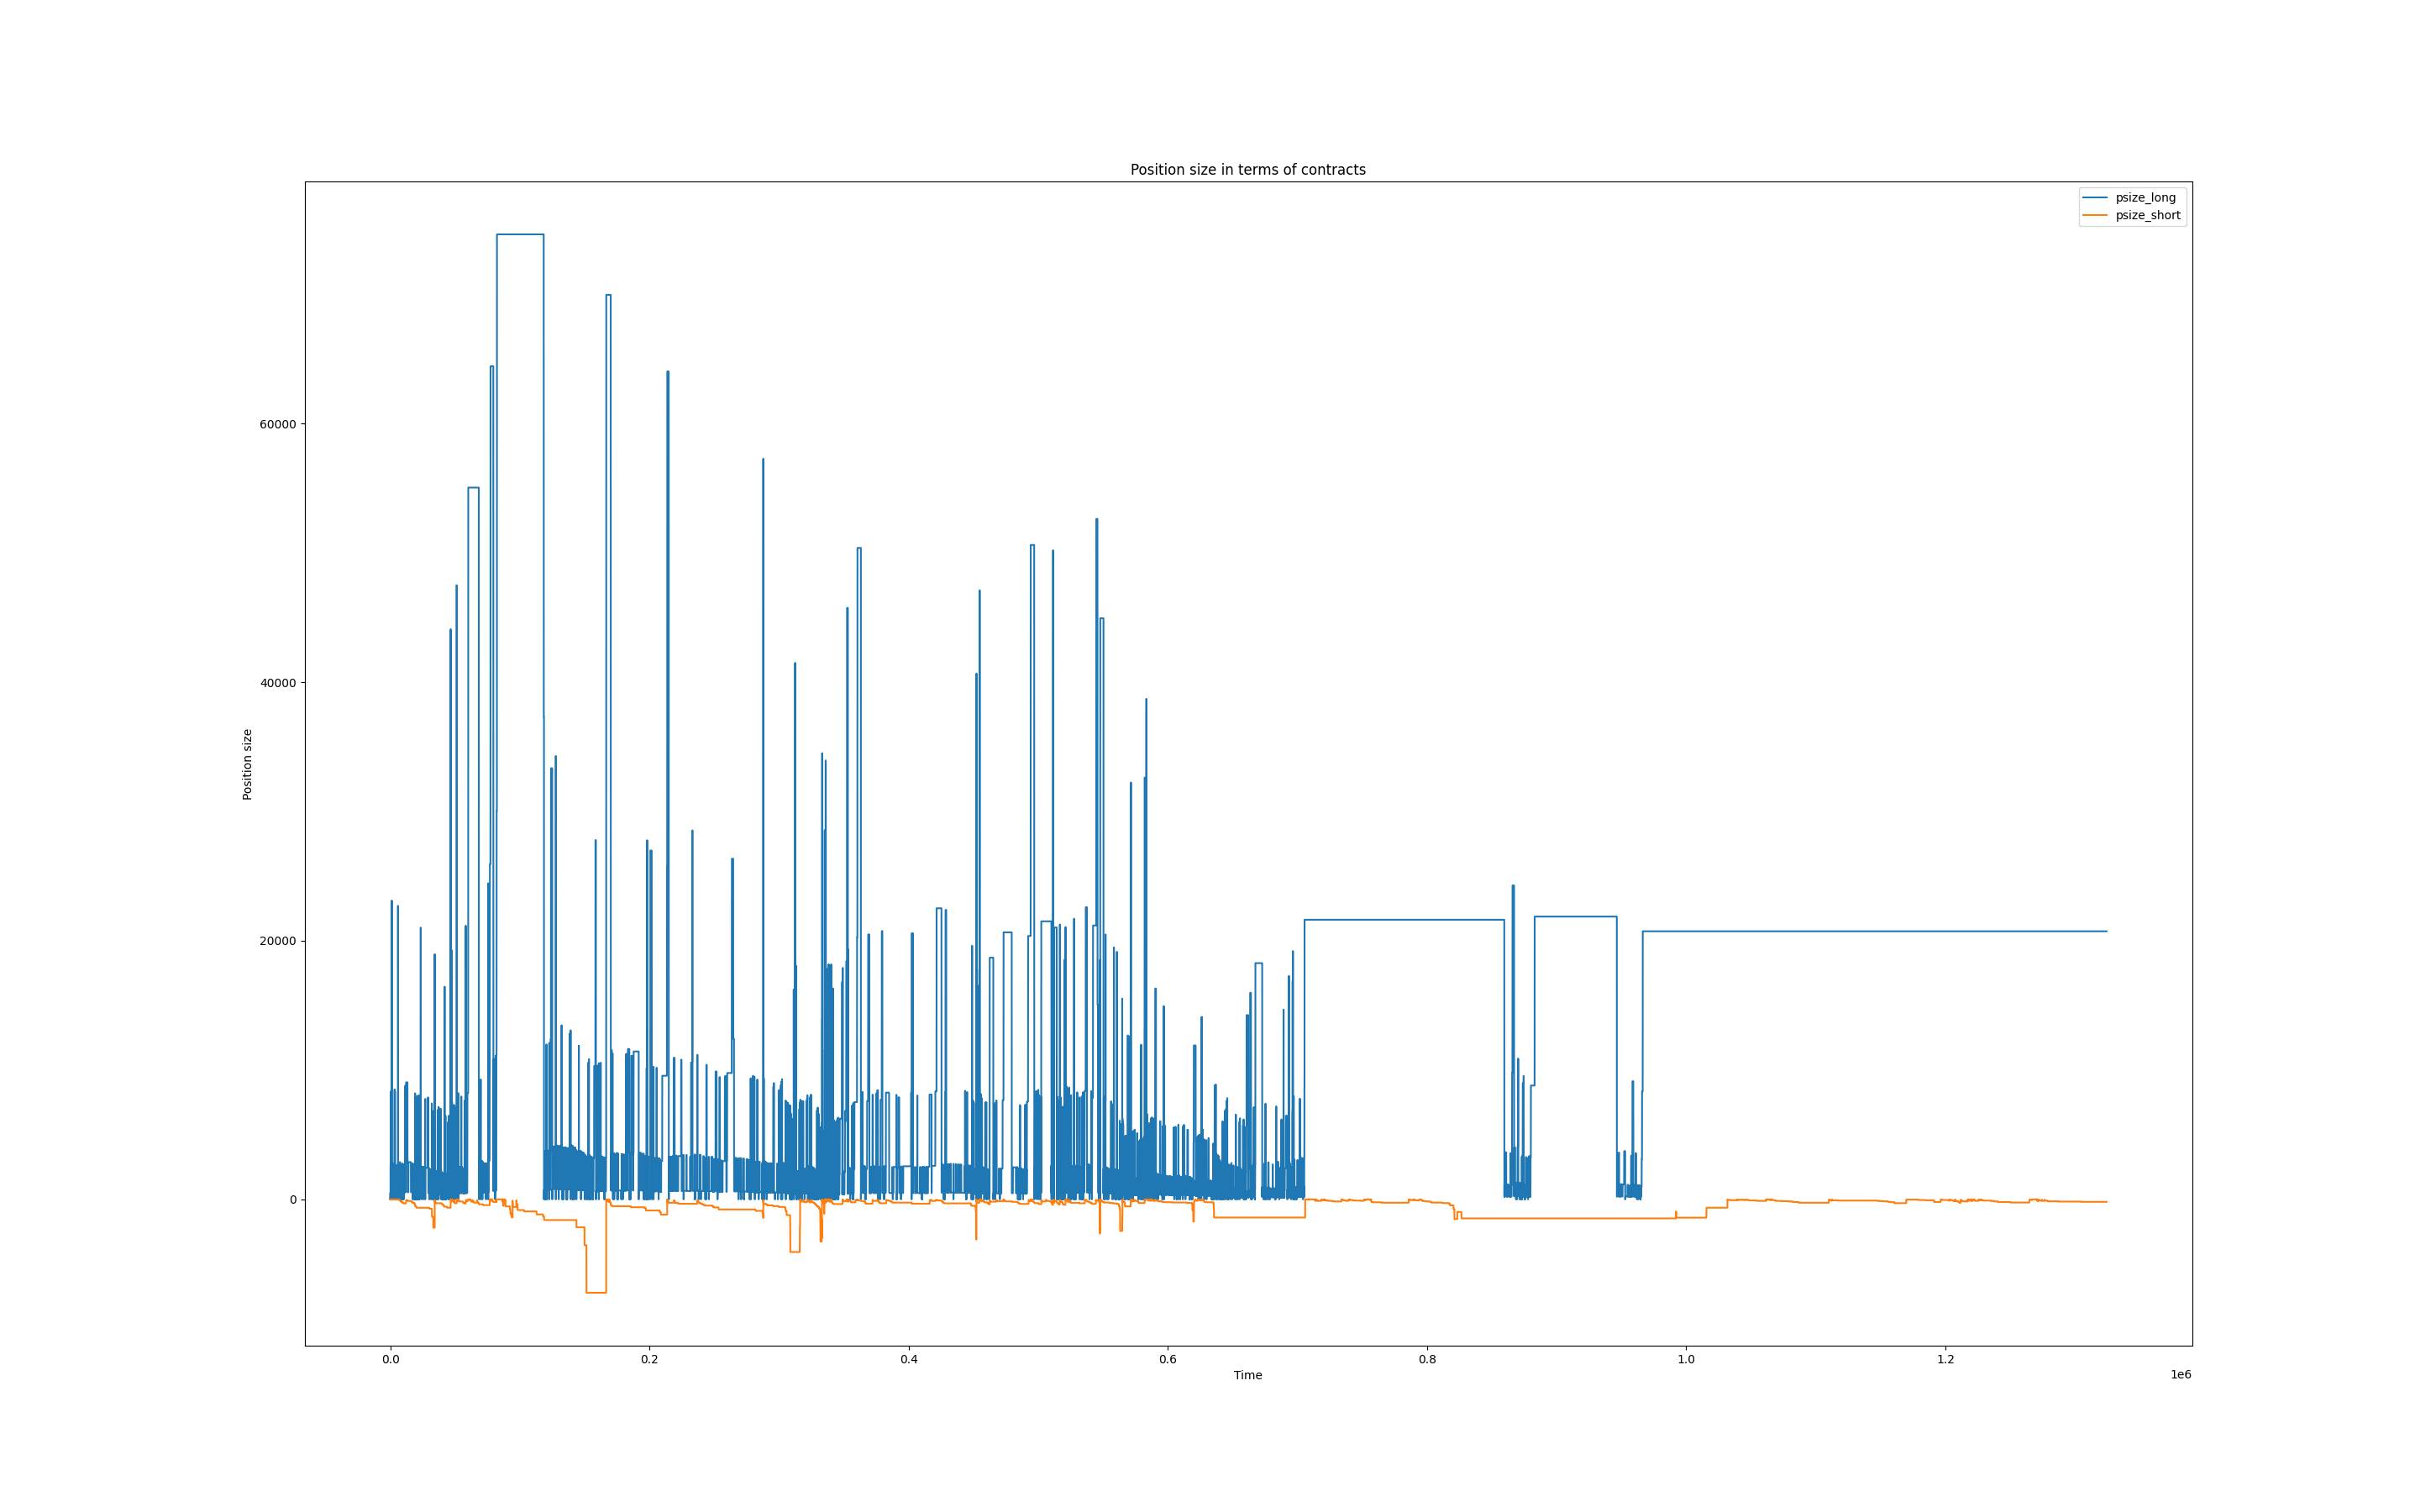 Position size in terms of contracts
psize_long
psize_short
60000
40000
20000
0
Position size
0.0 0.2 0.4 0.6 0.8 1.0 1.2
Time
1e6